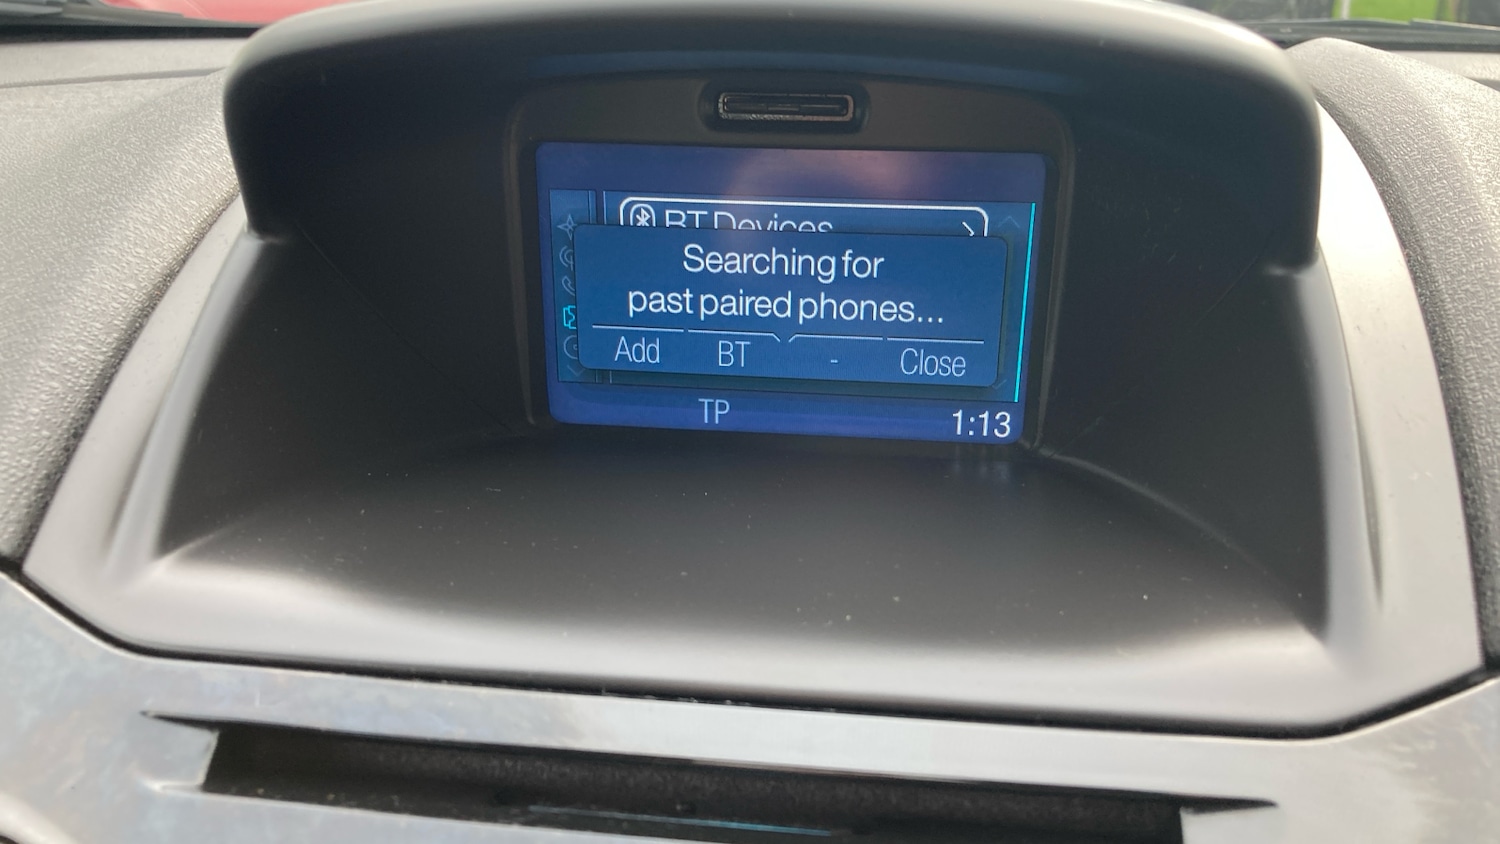 BT Devices
Searching for
past paired phones...
Add BT - Close
TP 1:13